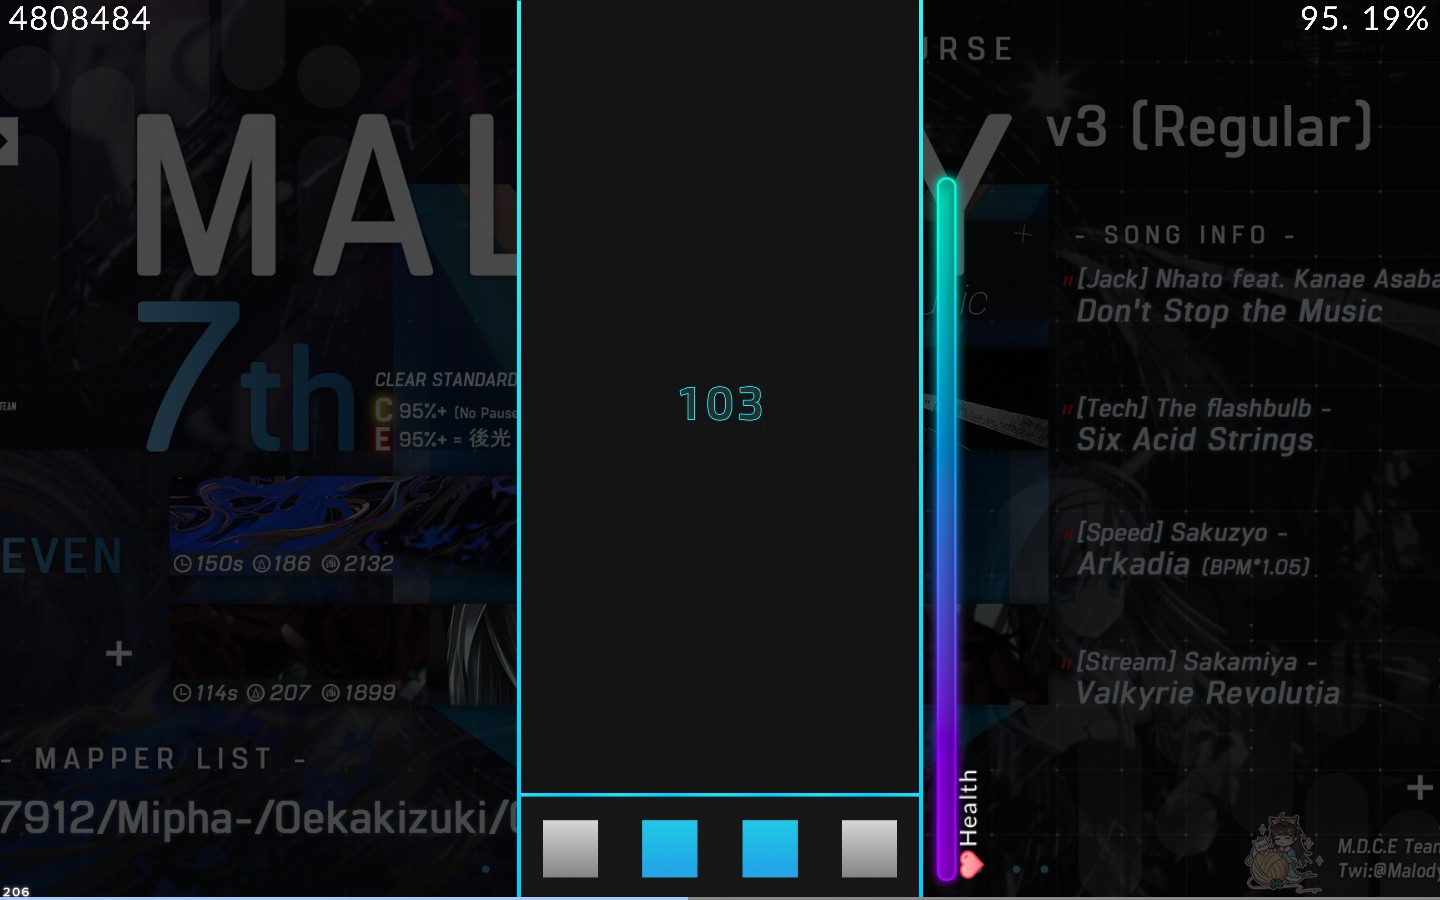 4808484
95. 19%
URSE
MAL
Y
v3 (Regular)
- SONG INFO -
[Jack] Nhato feat. Kanae Asaba
Don't Stop the Music
ic
7th
CLEAR STANDARD
C 95%+ (No Pause
E 95%+ = 後光
103
[Tech] The flashbulb -
Six Acid Strings
EVEN
150s 186 2132
[Speed] Sakuzyo -
Arkadia (BPM*1.05)
114s 207 1899
[Stream] Sakamiya -
Valkyrie Revolutia
- MAPPER LIST -
7912/Mipha-/Oekakizuki/
Health
M.D.C.E Team
Twi:@Malody
206